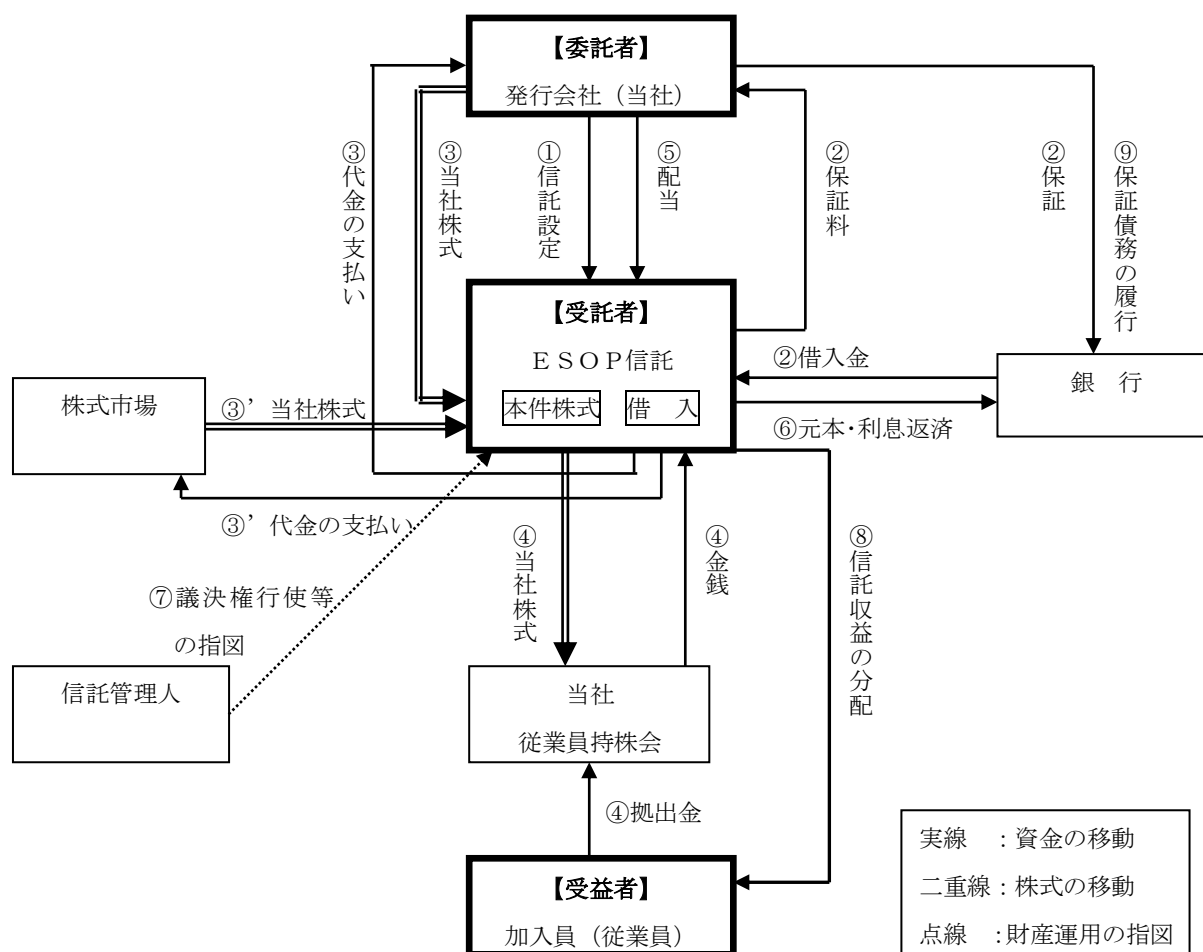 【委託者】
発行会社（当社）
③代金の支払い
③当社株式
①信託設定
⑤配当
②保証料
②保証
⑨保証債務の履行
【受託者】
ＥＳＯＰ信託
本件株式
借　入
②借入金
銀　行
⑥元本・利息返済
株式市場
③’当社株式
③’代金の支払い
④当社株式
④金銭
⑧信託収益の分配
⑦議決権行使等
の指図
信託管理人
当社
従業員持株会
④拠出金
【受益者】
加入員（従業員）
実線　：資金の移動
二重線：株式の移動
点線　：財産運用の指図